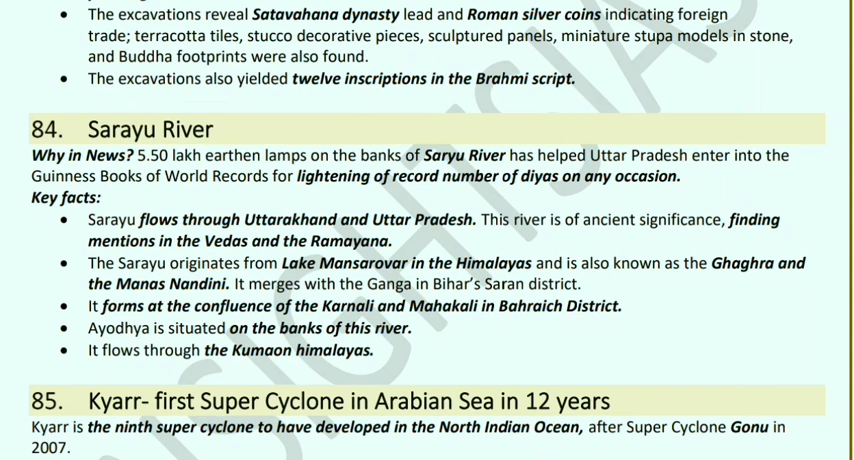 • The excavations reveal Satavahana dynasty lead and Roman silver coins indicating foreign
trade; terracotta tiles, stucco decorative pieces, sculptured panels, miniature stupa models in stone,
and Buddha footprints were also found.
• The excavations also yielded twelve inscriptions in the Brahmi script.
84. Sarayu River
Why in News? 5.50 lakh earthen lamps on the banks of Saryu River has helped Uttar Pradesh enter into the
Guinness Books of World Records for lightening of record number of diyas on any occasion.
Key facts:
• Sarayu flows through Uttarakhand and Uttar Pradesh. This river is of ancient significance, finding
mentions in the Vedas and the Ramayana.
• The Sarayu originates from Lake Mansarovar in the Himalayas and is also known as the Ghaghra and
the Manas Nandini. It merges with the Ganga in Bihar’s Saran district.
• It forms at the confluence of the Karnali and Mahakali in Bahraich District.
• Ayodhya is situated on the banks of this river.
• It flows through the Kumaon himalayas.
85. Kyarr- first Super Cyclone in Arabian Sea in 12 years
Kyarr is the ninth super cyclone to have developed in the North Indian Ocean, after Super Cyclone Gonu in
2007.